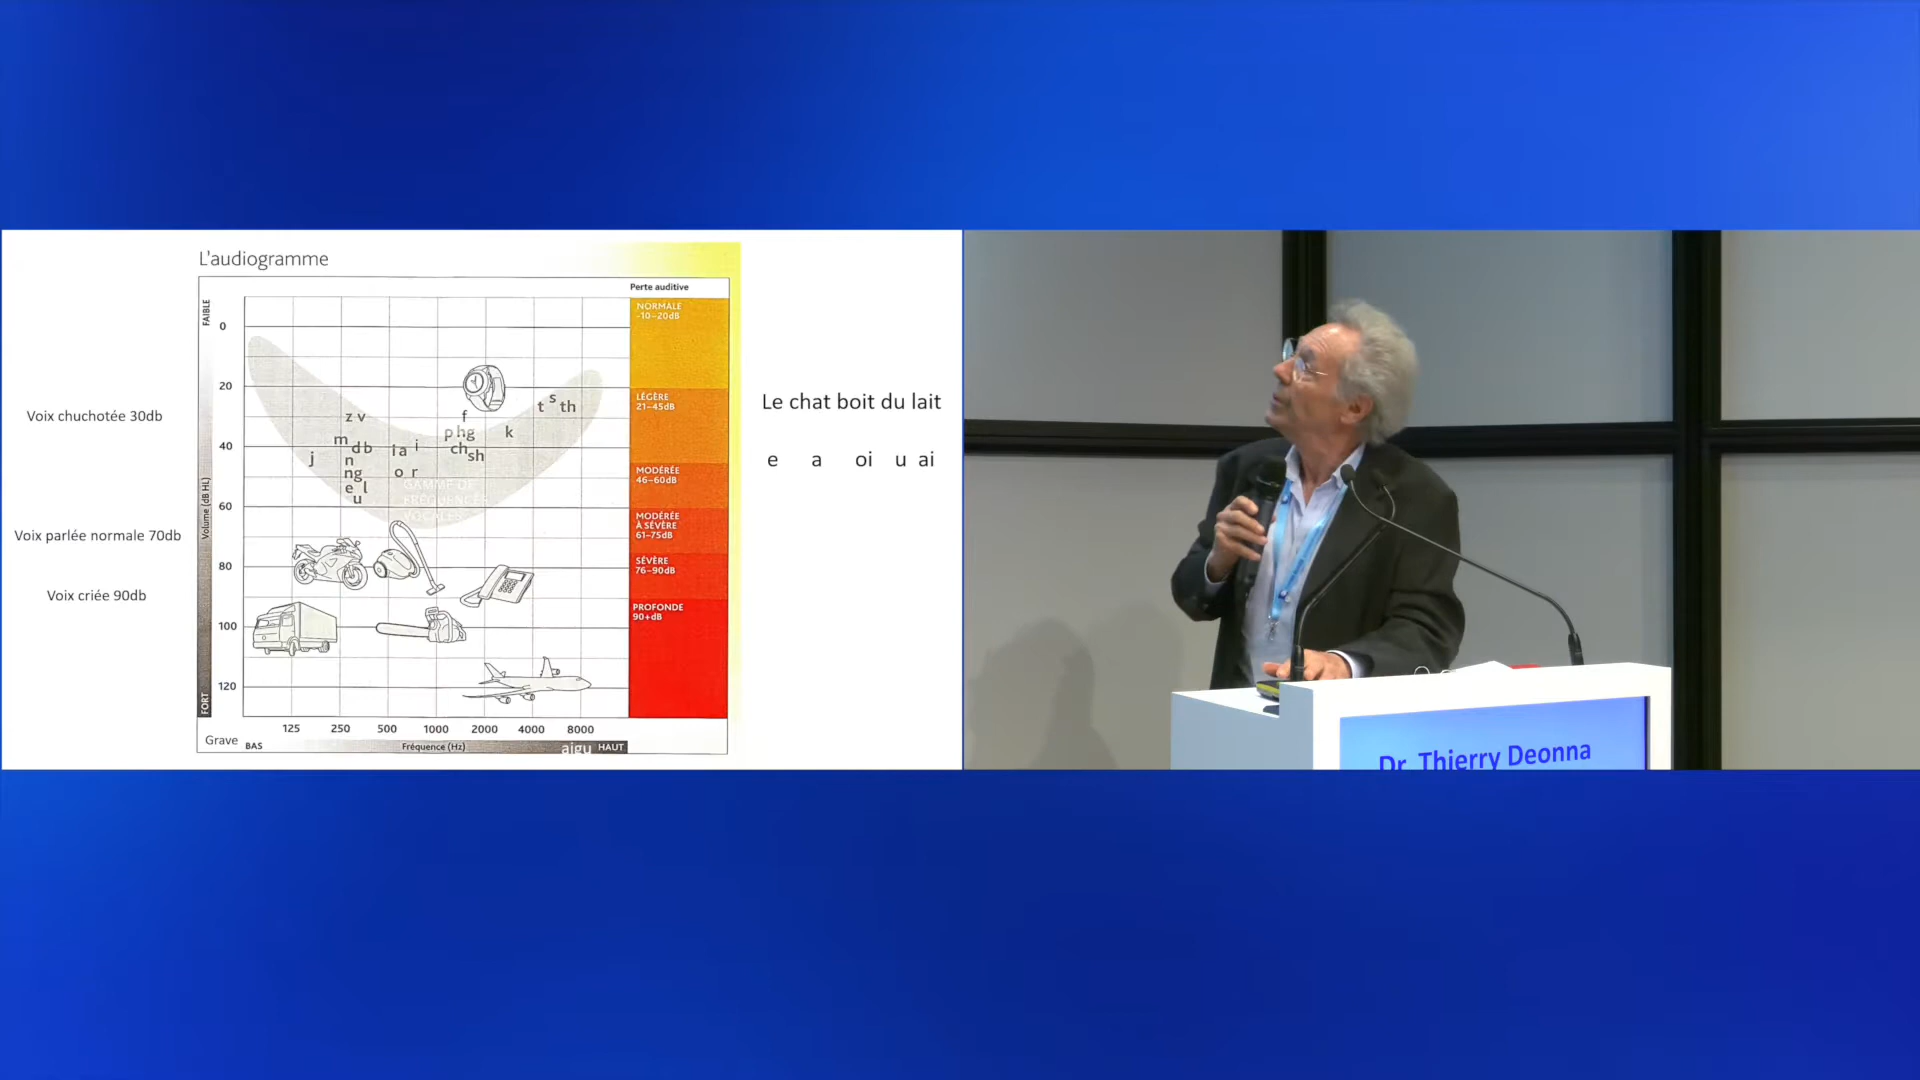 L'audiogramme
Perte auditive
FAIBLE
NORMALE
-10–20dB
0
20
LÉGÈRE
21–45dB
40
MODÉRÉE
46–60dB
60
MODÉRÉ
À SÉVÈRE
61–75dB
80
SÉVÈRE
76–90dB
PROFONDE
90+dB
100
120
Volume (dB HL)
FORT
z v
f
t s th
m
d b
j
n
ng
e l
u
i a i
o r
p h g
ch
sh
k
GAMME DE
FRÉQUENCES
VOCALES
125 250 500 1000 2000 4000 8000
Grave BAS Fréquence (Hz) aigu HAUT
Voix chuchotée 30db
Voix parlée normale 70db
Voix criée 90db
Le chat boit du lait
e a oi u ai
Dr. Thierry Deonna